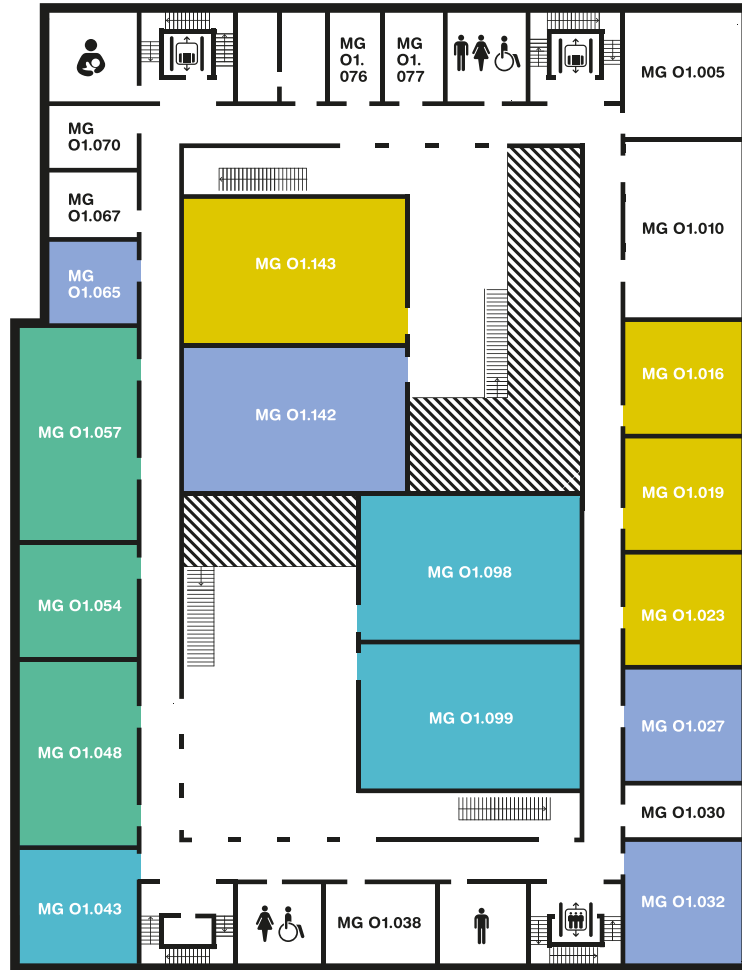 MG
O1.
076
MG
O1.
077
MG O1.005
MG
O1.070
MG
O1.067
MG O1.010
MG
O1.065
MG O1.143
MG O1.016
MG O1.142
MG O1.057
MG O1.019
MG O1.098
MG O1.054
MG O1.023
MG O1.099
MG O1.027
MG O1.048
MG O1.030
MG O1.043
MG O1.038
MG O1.032